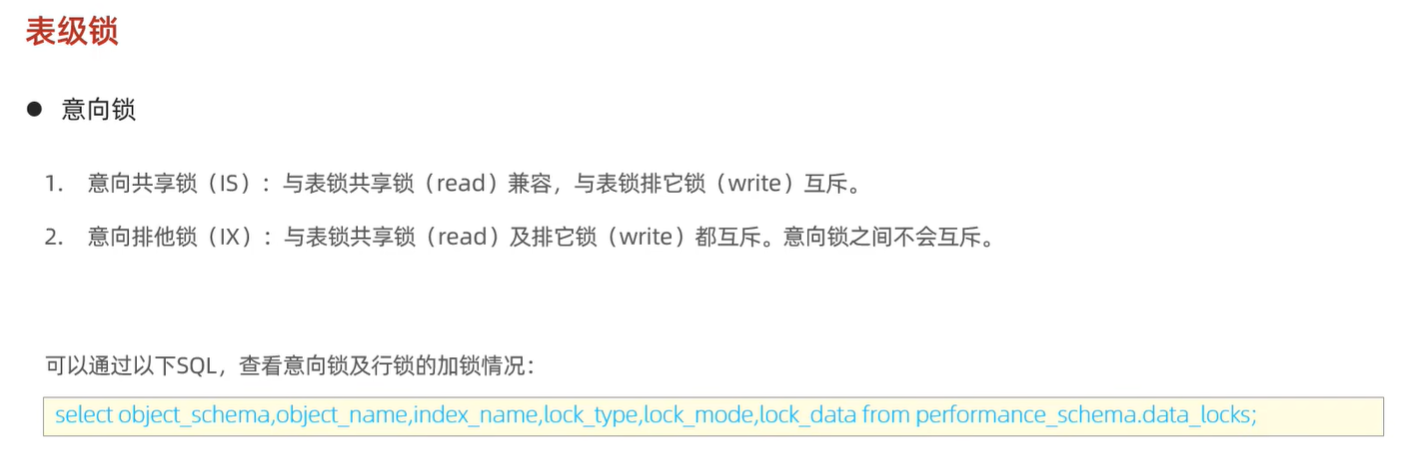 表级锁
● 意向锁
1. 意向共享锁（IS）：与表锁共享锁（read）兼容，与表锁排它锁（write）互斥。
2. 意向排他锁（IX）：与表锁共享锁（read）及排它锁（write）都互斥。意向锁之间不会互斥。
可以通过以下SQL，查看意向锁及行锁的加锁情况：
select object_schema,object_name,index_name,lock_type,lock_mode,lock_data from performance_schema.data_locks;